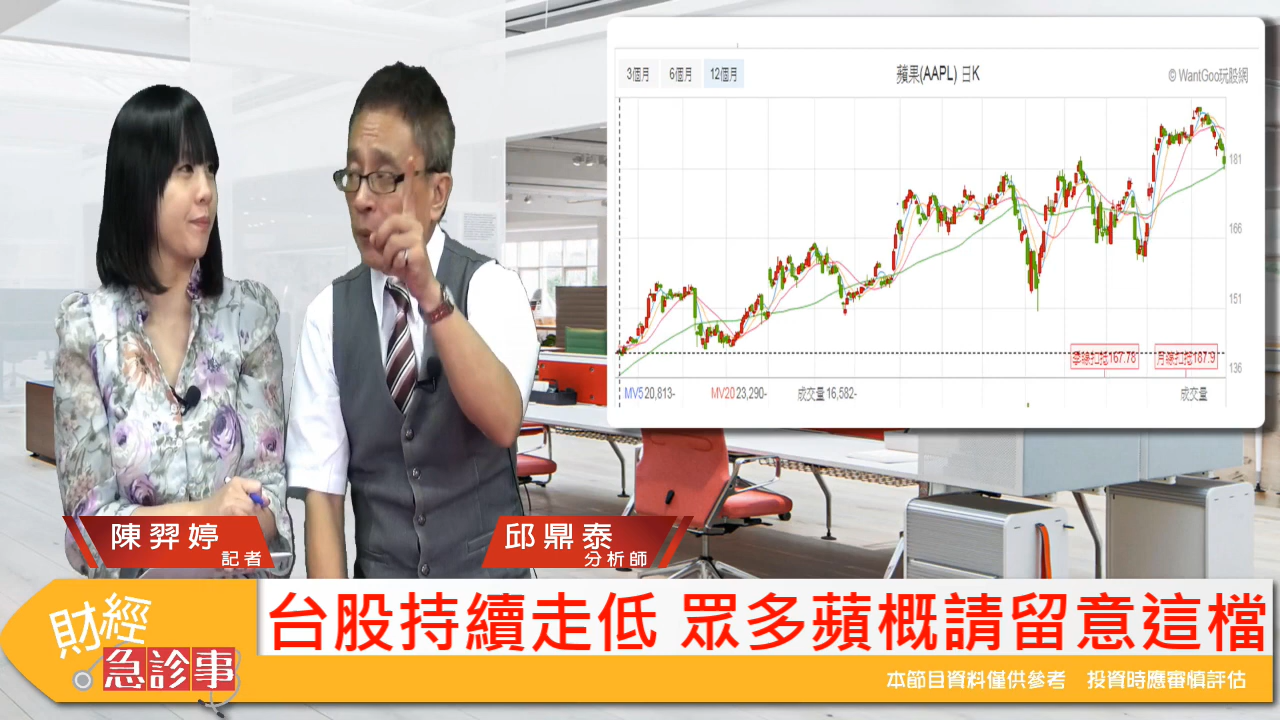 3個月 6個月 12個月
蘋果(AAPL) 日K
© WantGoo玩股網
181
166
151
136
季線扣抵167.78 月線扣抵187.9
MV5 20,813- MV20 23,290- 成交量 16,582- 成交量
陳羿婷
記者
邱鼎泰
分析師
財經
急診事
台股持續走低 眾多蘋概請留意這檔
本節目資料僅供參考 投資時應審慎評估